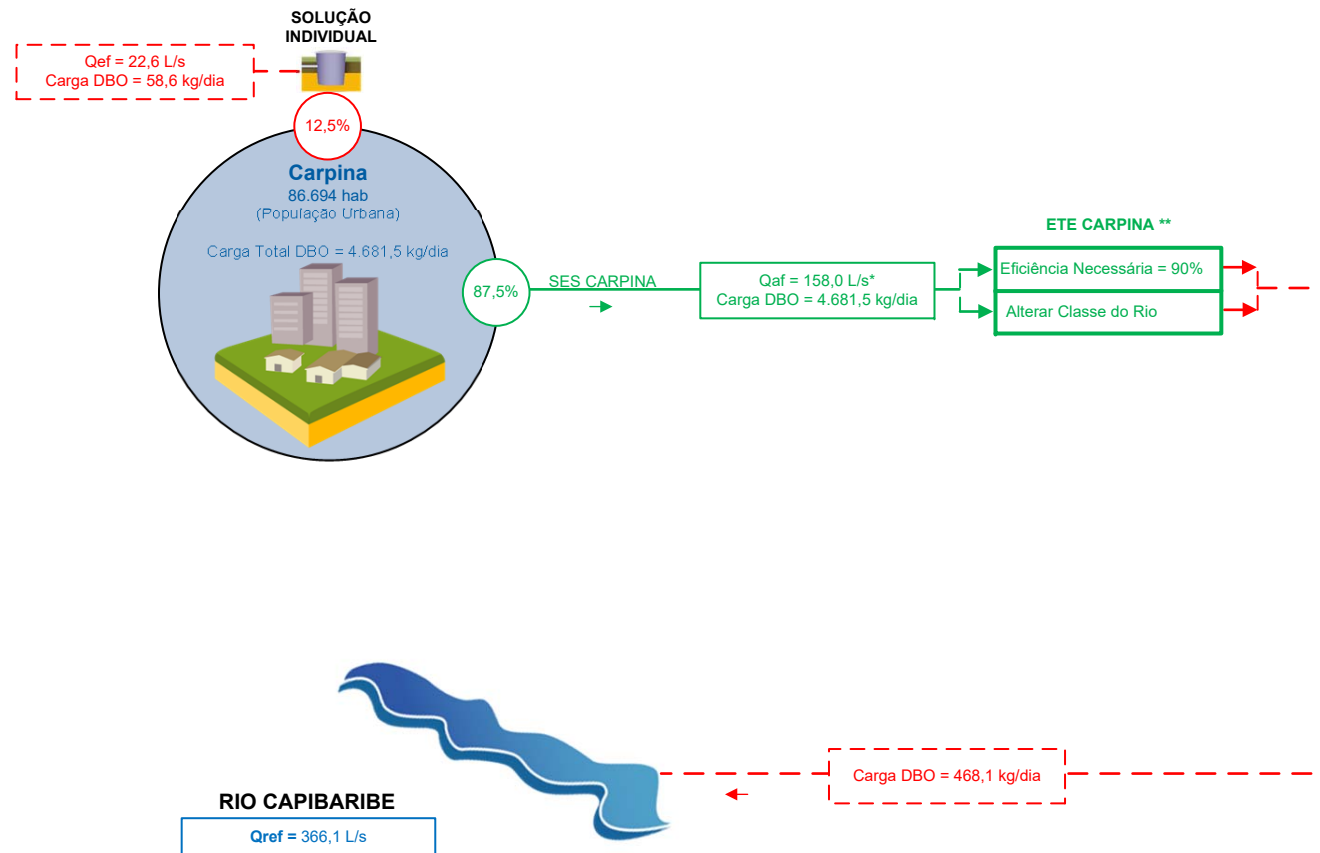 SOLUÇÃO
INDIVIDUAL
Qef = 22,6 L/s
Carga DBO = 58,6 kg/dia
12,5%
Carpina
86.694 hab
(População Urbana)
Carga Total DBO = 4.681,5 kg/dia
87,5%
SES CARPINA
Qaf = 158,0 L/s*
Carga DBO = 4.681,5 kg/dia
ETE CARPINA **
Eficiência Necessária = 90%
Alterar Classe do Rio
Carga DBO = 468,1 kg/dia
RIO CAPIBARIBE
Qref = 366,1 L/s